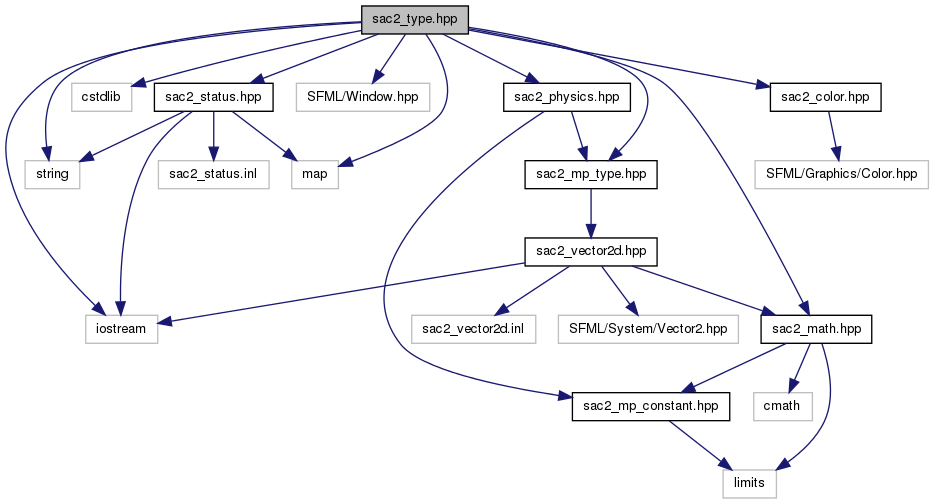 sac2_type.hpp
cstdlib
sac2_status.hpp
SFML/Window.hpp
sac2_physics.hpp
sac2_color.hpp
string
sac2_status.inl
map
sac2_mp_type.hpp
SFML/Graphics/Color.hpp
sac2_vector2d.hpp
iostream
sac2_vector2d.inl
SFML/System/Vector2.hpp
sac2_math.hpp
sac2_mp_constant.hpp
cmath
limits